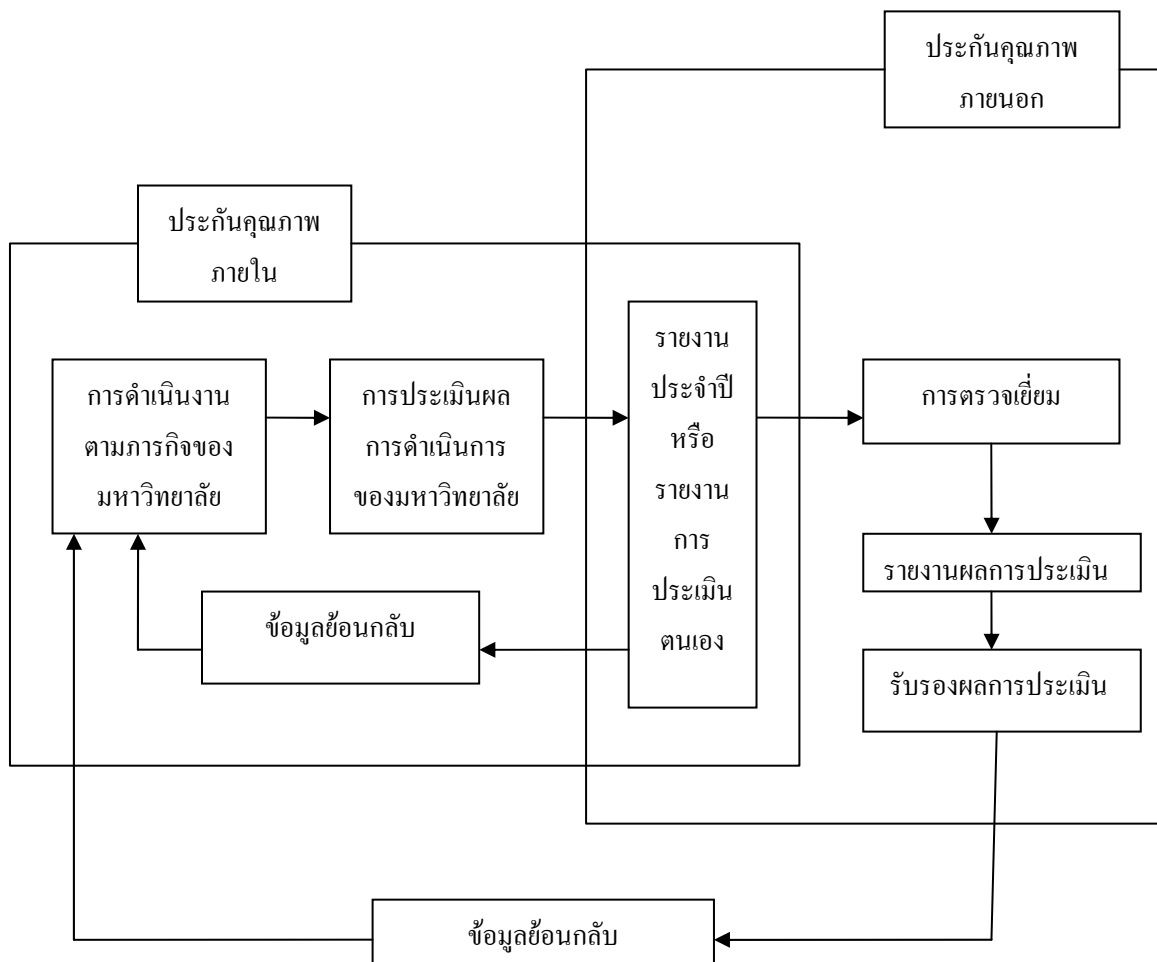 ประกันคุณภาพ
ภายนอก
ประกันคุณภาพ
ภายใน
การดำเนินงาน
ตามภารกิจของ
มหาวิทยาลัย
การประเมินผล
การดำเนินการ
ของมหาวิทยาลัย
รายงาน
ประจำปี
หรือ
รายงาน
การ
ประเมิน
ตนเอง
การตรวจเยี่ยม
รายงานผลการประเมิน
รับรองผลการประเมิน
ข้อมูลย้อนกลับ
ข้อมูลย้อนกลับ